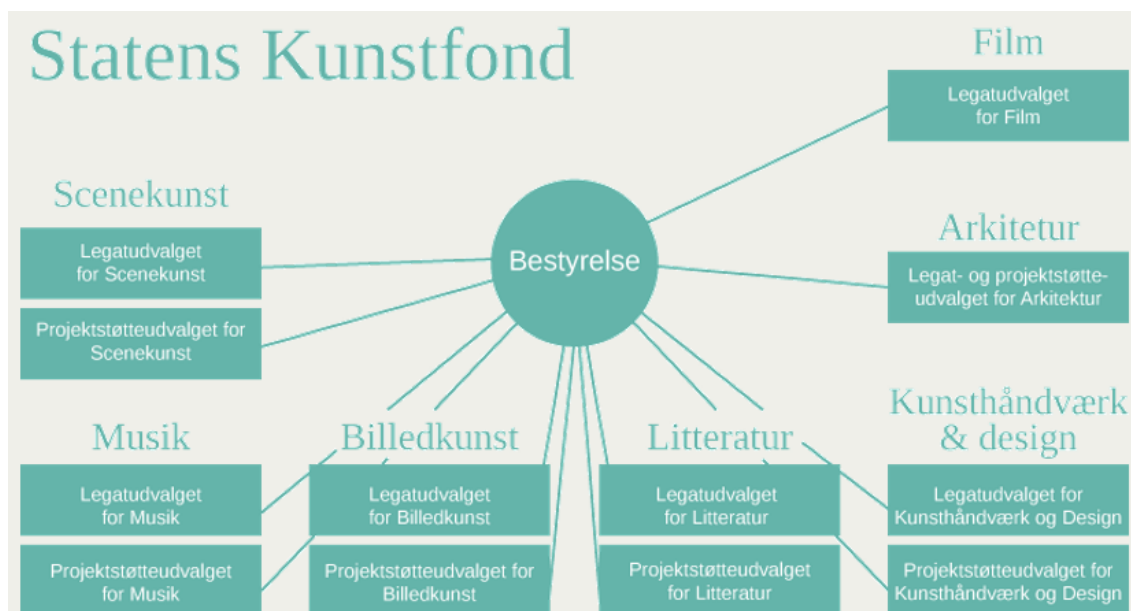 Statens Kunstfond
Film
Legatudvalget
for Film
Scenekunst
Legatudvalget
for Scenekunst
Projektstøtteudvalget for
Scenekunst
Bestyrelse
Arkitetur
Legat- og projektstøtte-
udvalget for Arkitektur
Musik
Legatudvalget
for Musik
Projektstøtteudvalget
for Musik
Billedkunst
Legatudvalget
for Billedkunst
Projektstøtteudvalget for
Billedkunst
Litteratur
Legatudvalget
for Litteratur
Projektstøtteudvalget
for Litteratur
Kunsthåndværk
& design
Legatudvalget for
Kunsthåndværk og Design
Projektstøtteudvalget for
Kunsthåndværk og Design